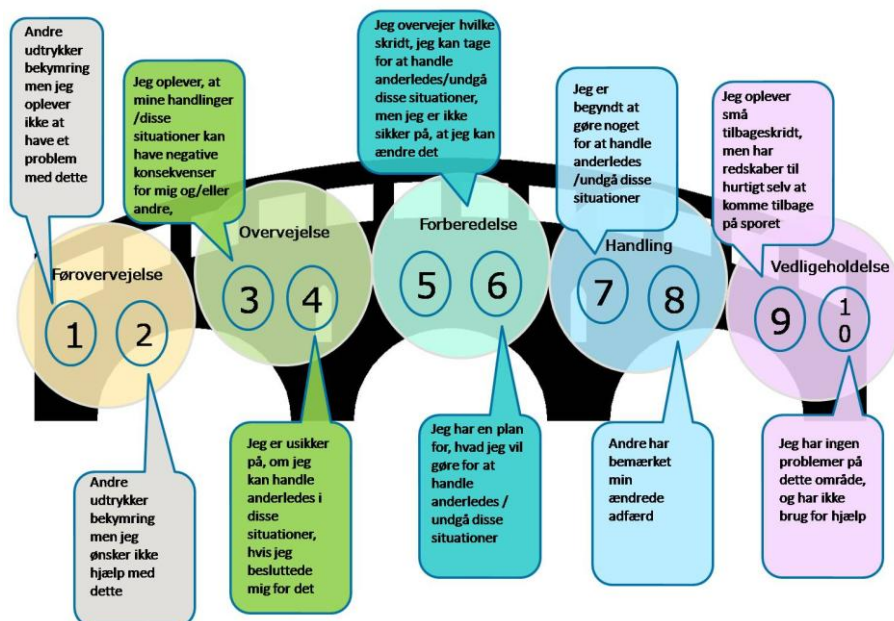 Andre
udtrykker
bekymring
men jeg
oplever
ikke at
have et
problem
med dette
Jeg oplever, at
mine handlinger
/disse
situationer kan
have negative
konsekvenser
for mig og/eller
andre,
Jeg overvejer hvilke
skridt, jeg kan tage
for at handle
anderledes/undgå
disse situationer,
men jeg er ikke
sikker på, at jeg kan
ændre det
Jeg er
begyndt at
gøre noget
for at handle
anderledes
/undgå disse
situationer
Jeg oplever
små
tilbageskridt,
men har
redskaber til
hurtigt selv at
komme tilbage
på sporet
Førovervejelse
1 2
Overvejelse
3 4
Forberedelse
5 6
Handling
7 8
Vedligeholdelse
9 1
0
Andre
udtrykker
bekymring
men jeg
ønsker ikke
hjælp med
dette
Jeg er usikker
på, om jeg
kan handle
anderledes i
disse
situationer,
hvis jeg
besluttede
mig for det
Jeg har en plan
for, hvad jeg vil
gøre for at
handle
anderledes /
undgå disse
situationer
Andre har
bemærket
min
ændrede
adfærd
Jeg har ingen
problemer på
dette område,
og har ikke
brug for hjælp